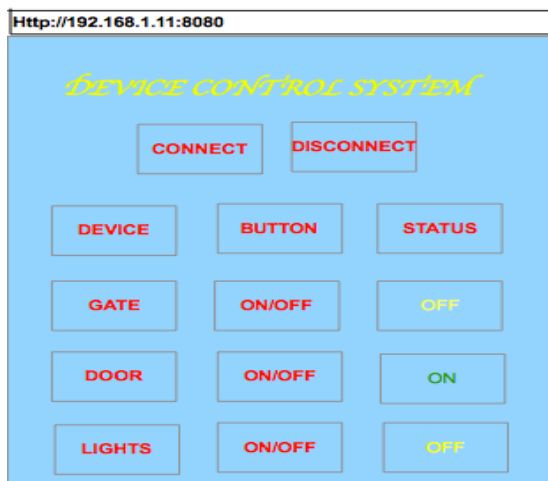 Http://192.168.1.11:8080
DEVICE CONTROL SYSTEM
CONNECT DISCONNECT
DEVICE BUTTON STATUS
GATE ON/OFF OFF
DOOR ON/OFF ON
LIGHTS ON/OFF OFF